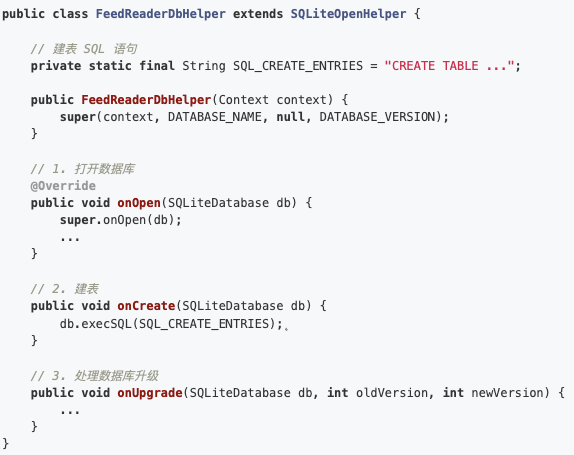 public class FeedReaderDbHelper extends SQLiteOpenHelper {
// 建表 SQL 语句
private static final String SQL_CREATE_ENTRIES = "CREATE TABLE ...";
public FeedReaderDbHelper(Context context) {
super(context, DATABASE_NAME, null, DATABASE_VERSION);
}
// 1. 打开数据库
@Override
public void onOpen(SQLiteDatabase db) {
super.onOpen(db);
...
}
// 2. 建表
public void onCreate(SQLiteDatabase db) {
db.execSQL(SQL_CREATE_ENTRIES);
}
// 3. 处理数据库升级
public void onUpgrade(SQLiteDatabase db, int oldVersion, int newVersion) {
...
}
}